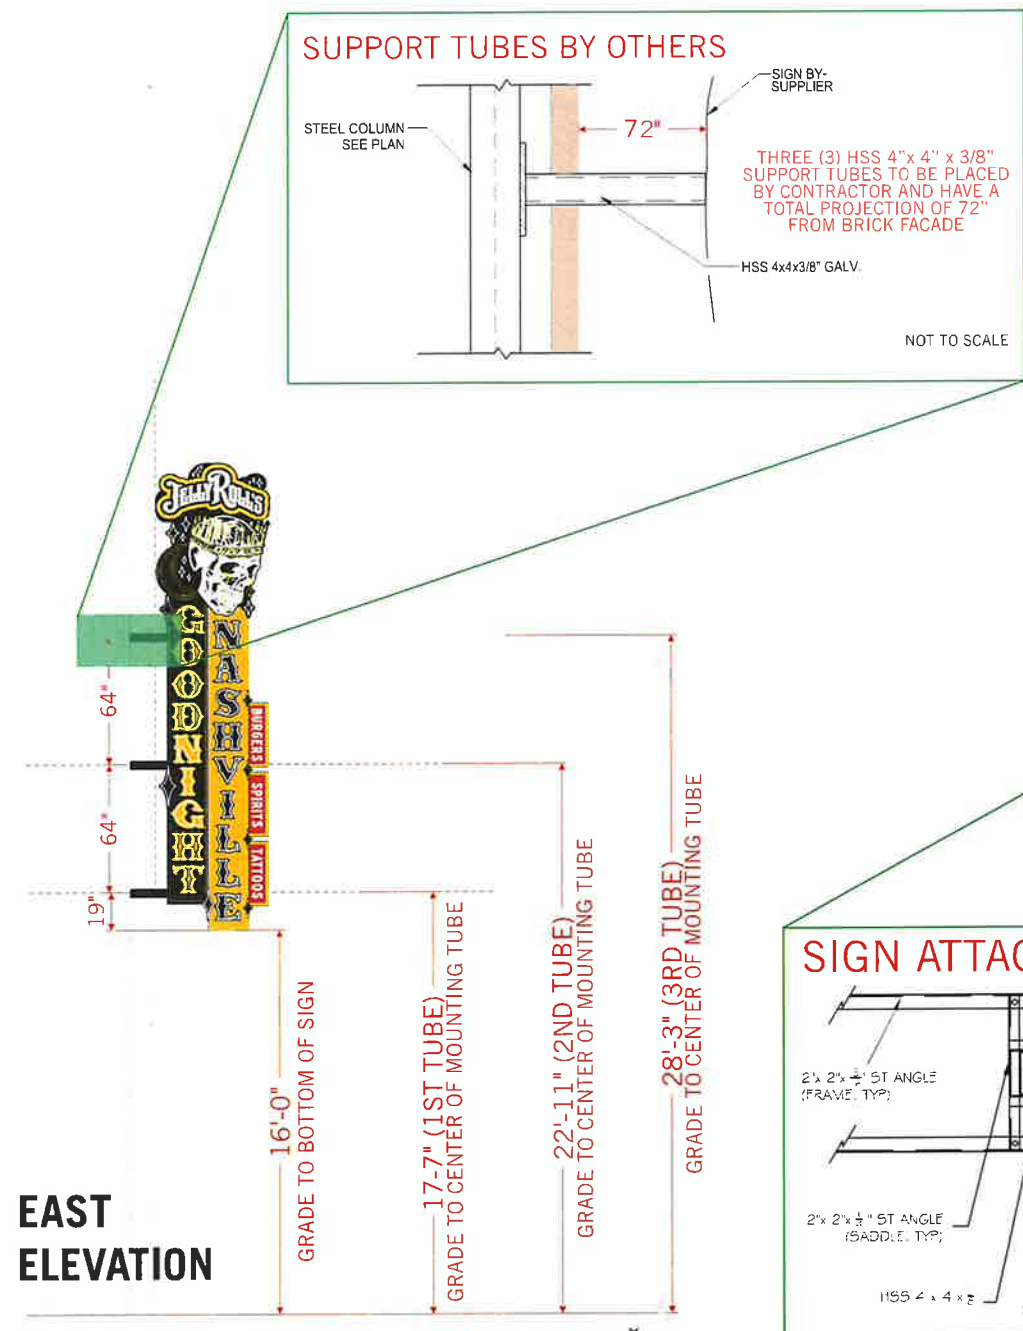 SUPPORT TUBES BY OTHERS
SIGN BY-
SUPPLIER
STEEL COLUMN
SEE PLAN
72"
THREE (3) HSS 4"x 4" x 3/8"
SUPPORT TUBES TO BE PLACED
BY CONTRACTOR AND HAVE A
TOTAL PROJECTION OF 72"
FROM BRICK FACADE
HSS 4x4x3/8" GALV.
NOT TO SCALE
JELLY ROLL'S
GOODNIGHT
NASHVILLE
BURGERS
SPIRITS
TATTOOS
64"
64"
19"
16'-0"
GRADE TO BOTTOM OF SIGN
17-7" (1ST TUBE)
GRADE TO CENTER OF MOUNTING TUBE
22'-11" (2ND TUBE)
GRADE TO CENTER OF MOUNTING TUBE
28'-3" (3RD TUBE)
GRADE TO CENTER OF MOUNTING TUBE
EAST
ELEVATION
SIGN ATTAC
ST ANGLE
(FRAME, TYP)
ST ANGLE
(SADDLE, TYP)
HSS 4 x 4 x